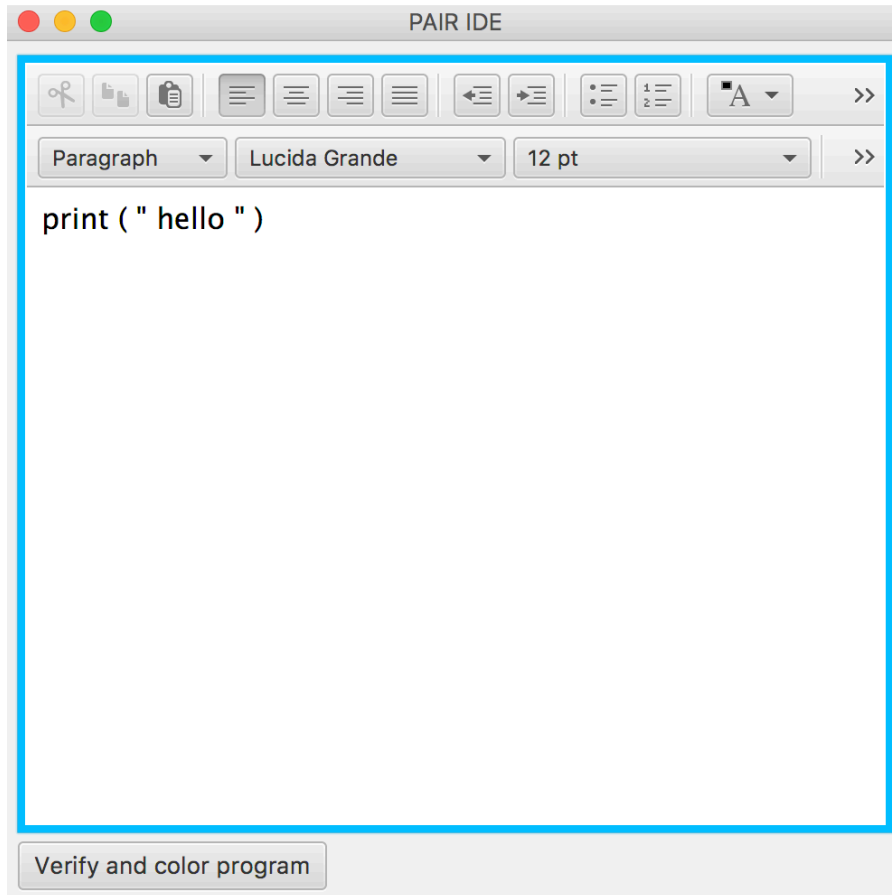 PAIR IDE
A
Paragraph Lucida Grande 12 pt
print ( " hello " )
Verify and color program